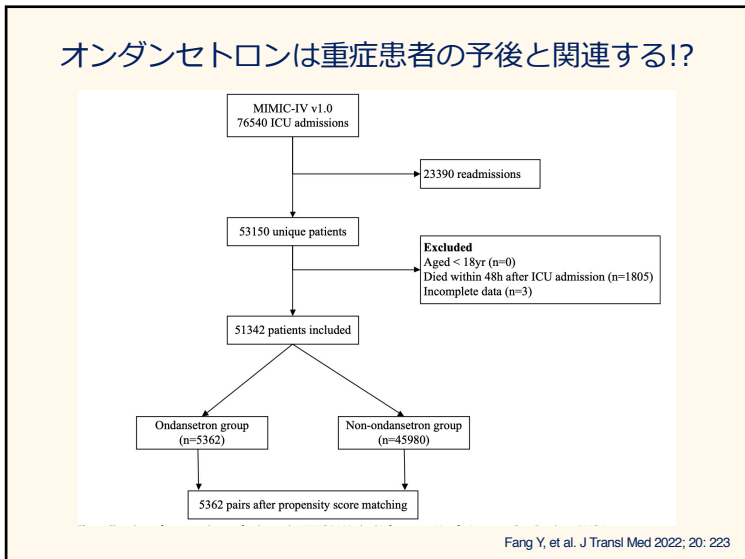 オンダンセトロンは重症患者の予後と関連する!?
MIMIC-IV v1.0
76540 ICU admissions
23390 readmissions
53150 unique patients
Excluded
Aged < 18yr (n=0)
Died within 48h after ICU admission (n=1805)
Incomplete data (n=3)
51342 patients included
Ondansetron group
(n=5362)
Non-ondansetron group
(n=45980)
5362 pairs after propensity score matching
Fang Y, et al. J Transl Med 2022; 20: 223